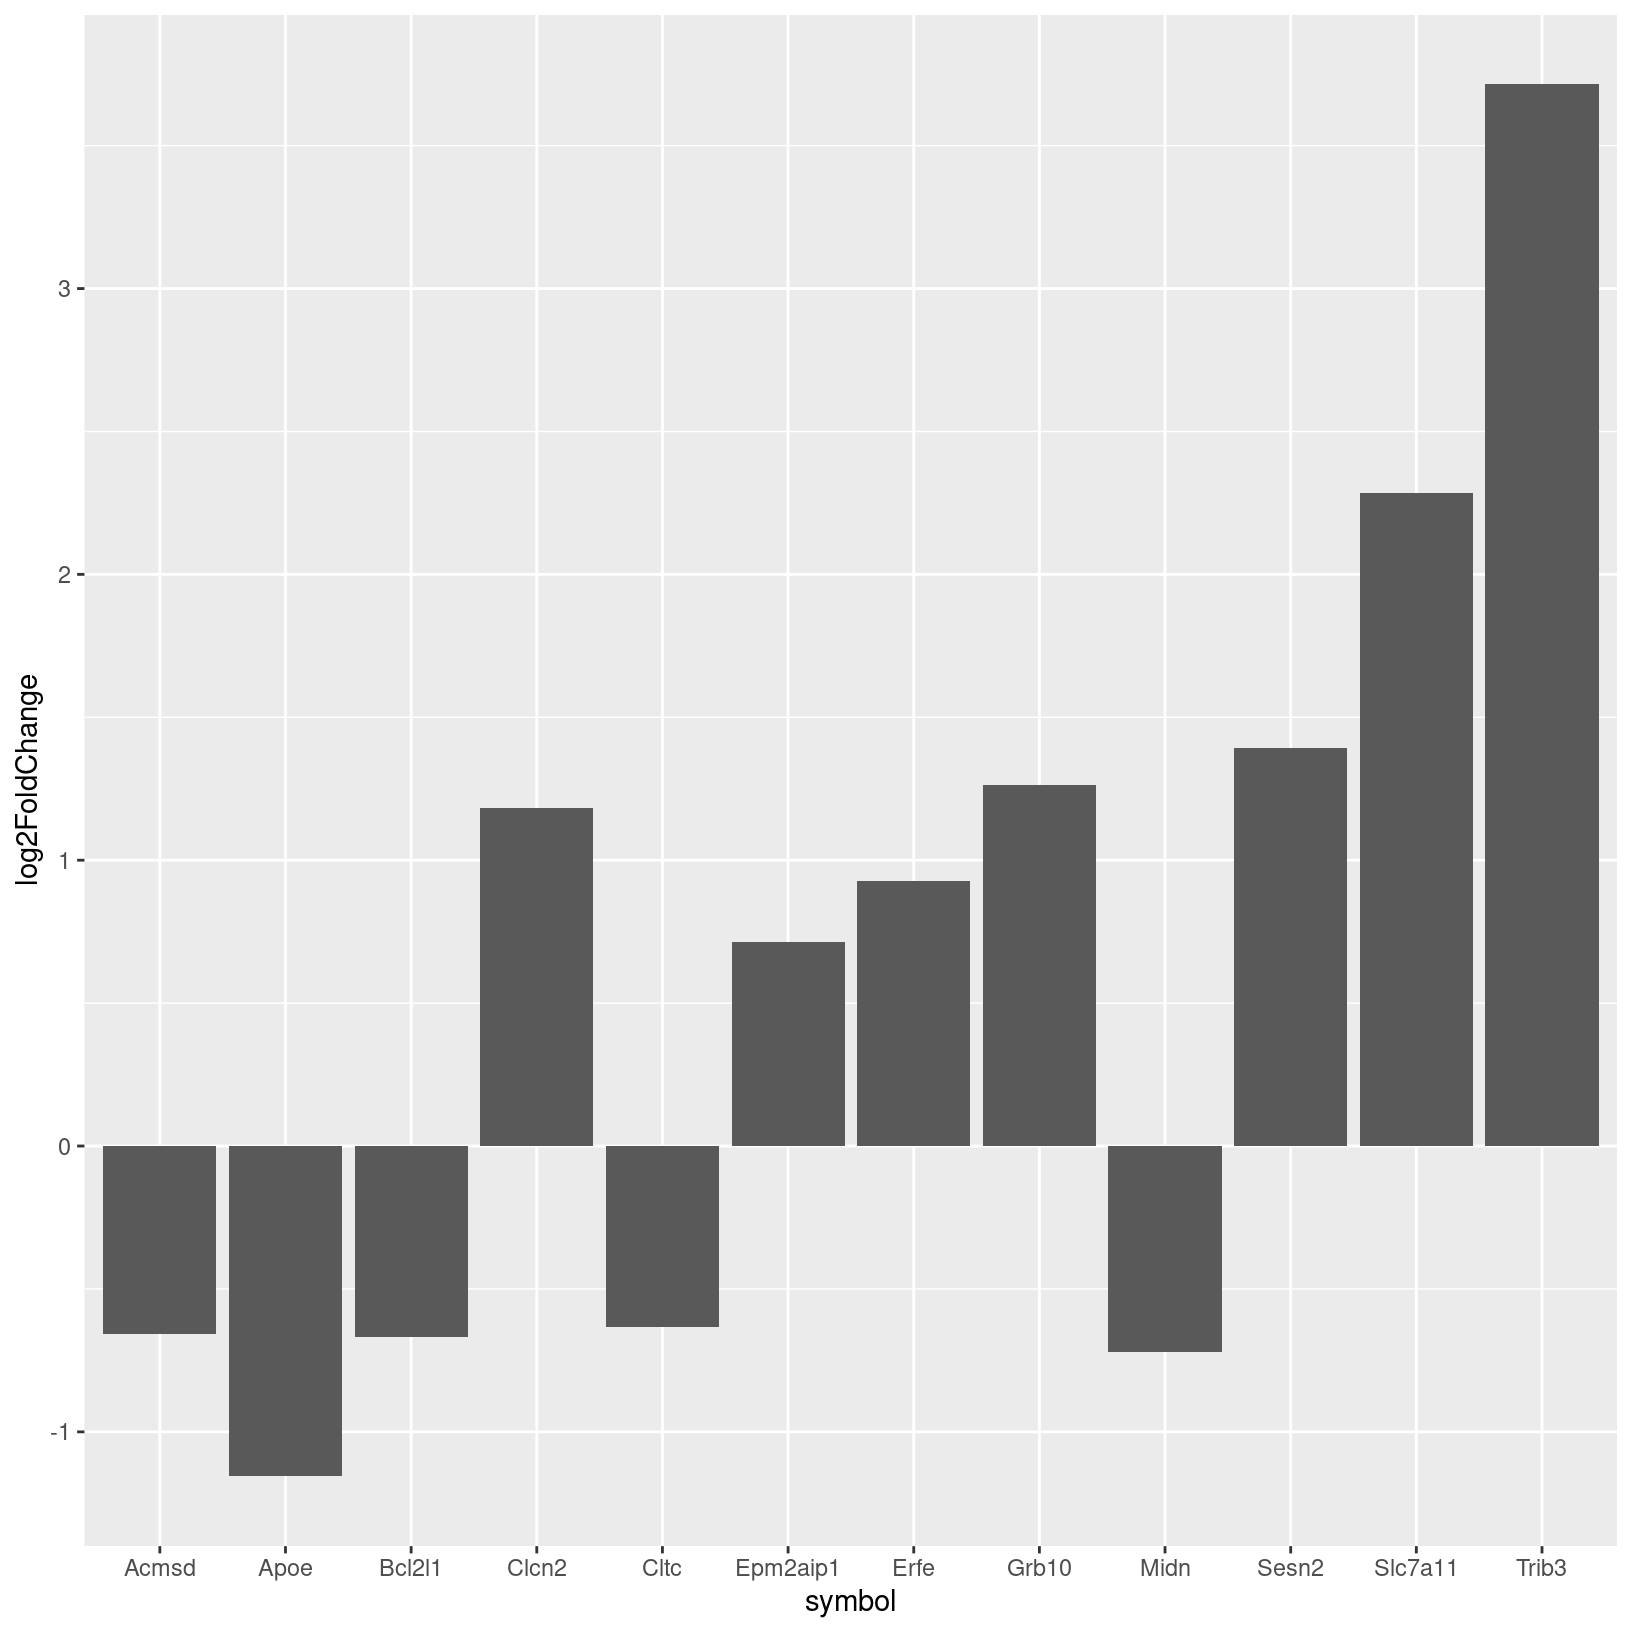 log2FoldChange
3
2
1
0
-1
Acmsd Apoe Bcl2l1 Clcn2 Cltc Epm2aip1 Erfe Grb10 Midn Sesn2 Slc7a11 Trib3
symbol